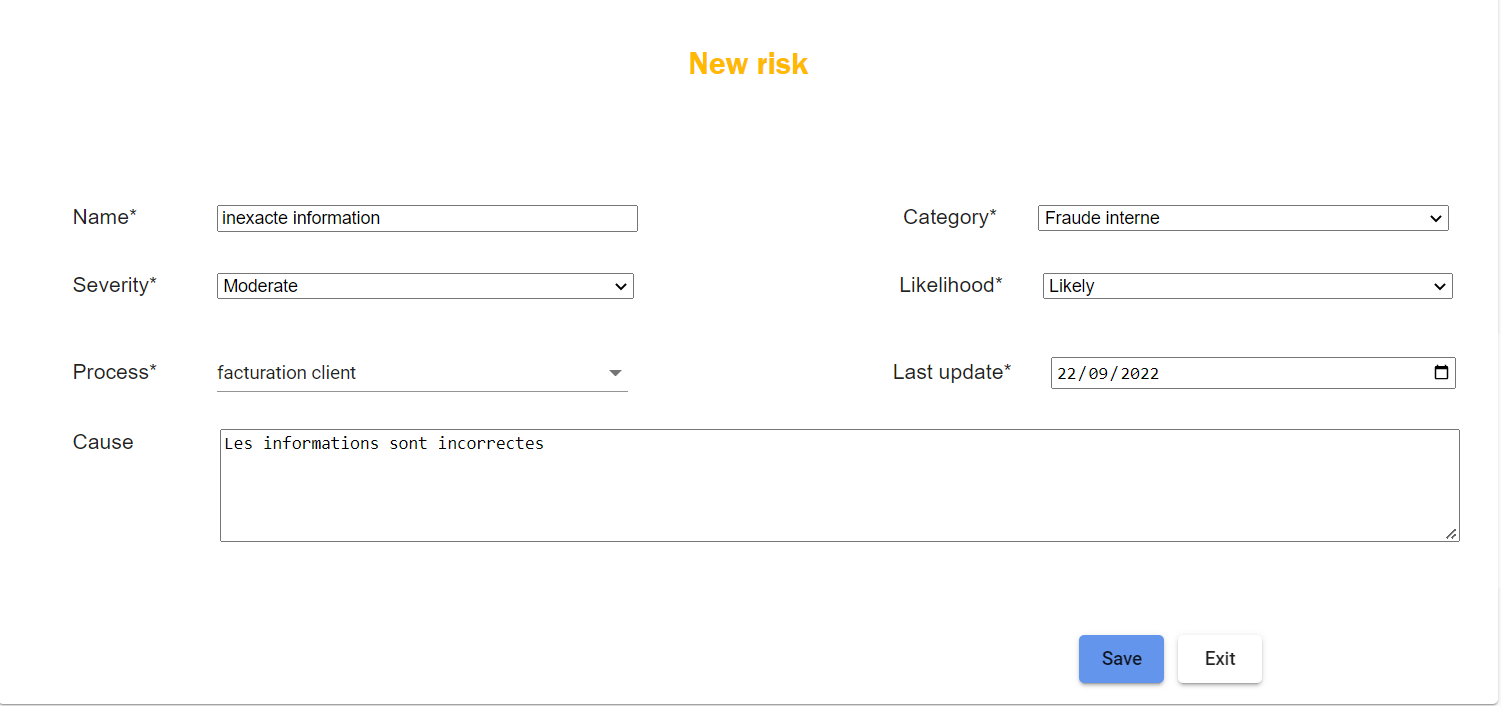 New risk
Name* inexacte information Category* Fraude interne
Severity* Moderate Likelihood* Likely
Process* facturation client Last update* 22/09/2022
Cause Les informations sont incorrectes
Save Exit